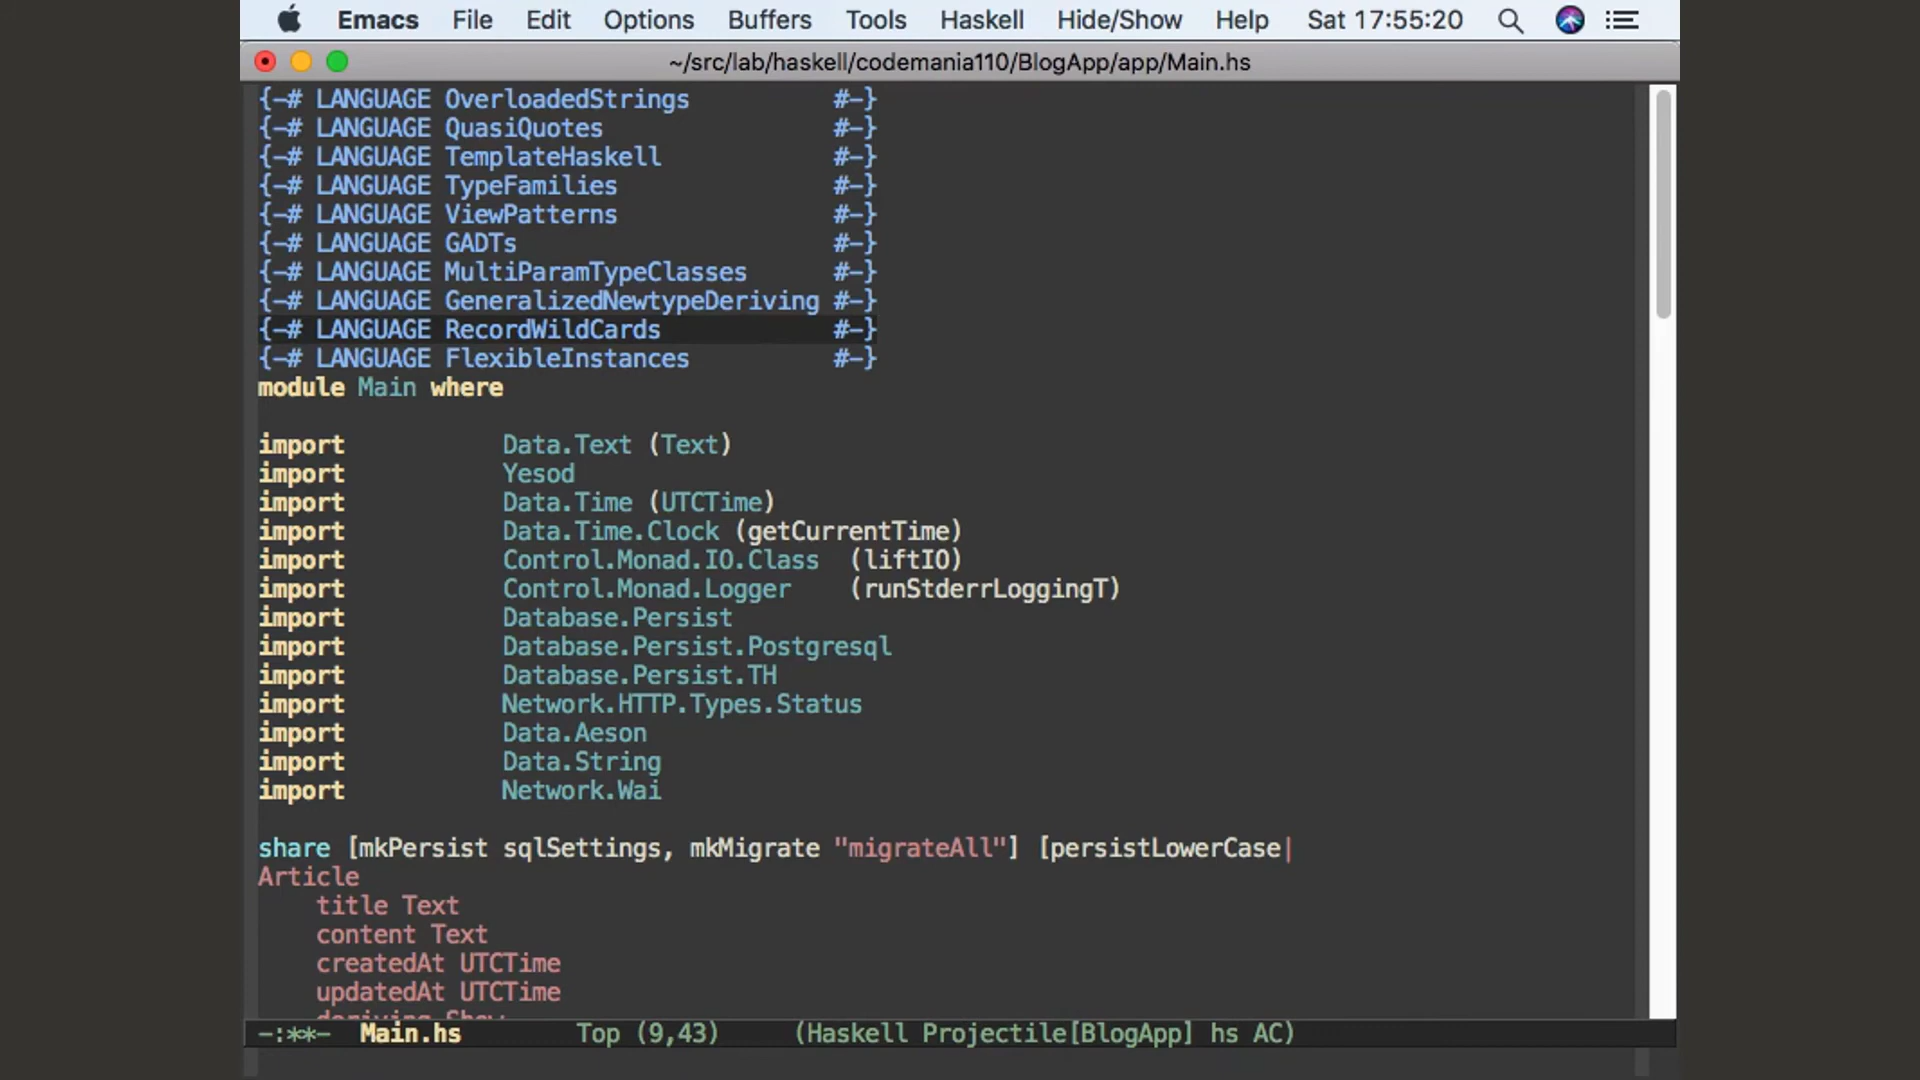 Emacs File Edit Options Buffers Tools Haskell Hide/Show Help Sat 17:55:20
~/src/lab/haskell/codemania110/BlogApp/app/Main.hs
{-# LANGUAGE OverloadedStrings          #-}
{-# LANGUAGE QuasiQuotes                #-}
{-# LANGUAGE TemplateHaskell            #-}
{-# LANGUAGE TypeFamilies               #-}
{-# LANGUAGE ViewPatterns               #-}
{-# LANGUAGE GADTs                      #-}
{-# LANGUAGE MultiParamTypeClasses      #-}
{-# LANGUAGE GeneralizedNewtypeDeriving #-}
{-# LANGUAGE RecordWildCards            #-}
{-# LANGUAGE FlexibleInstances          #-}
module Main where
import           Data.Text (Text)
import           Yesod
import           Data.Time (UTCTime)
import           Data.Time.Clock (getCurrentTime)
import           Control.Monad.IO.Class  (liftIO)
import           Control.Monad.Logger    (runStderrLoggingT)
import           Database.Persist
import           Database.Persist.Postgresql
import           Database.Persist.TH
import           Network.HTTP.Types.Status
import           Data.Aeson
import           Data.String
import           Network.Wai
share [mkPersist sqlSettings, mkMigrate "migrateAll"] [persistLowerCase|
Article
    title Text
    content Text
    createdAt UTCTime
    updatedAt UTCTime
    deriving Show
-:**-  Main.hs        Top (9,43)     (Haskell Projectile[BlogApp] hs AC)